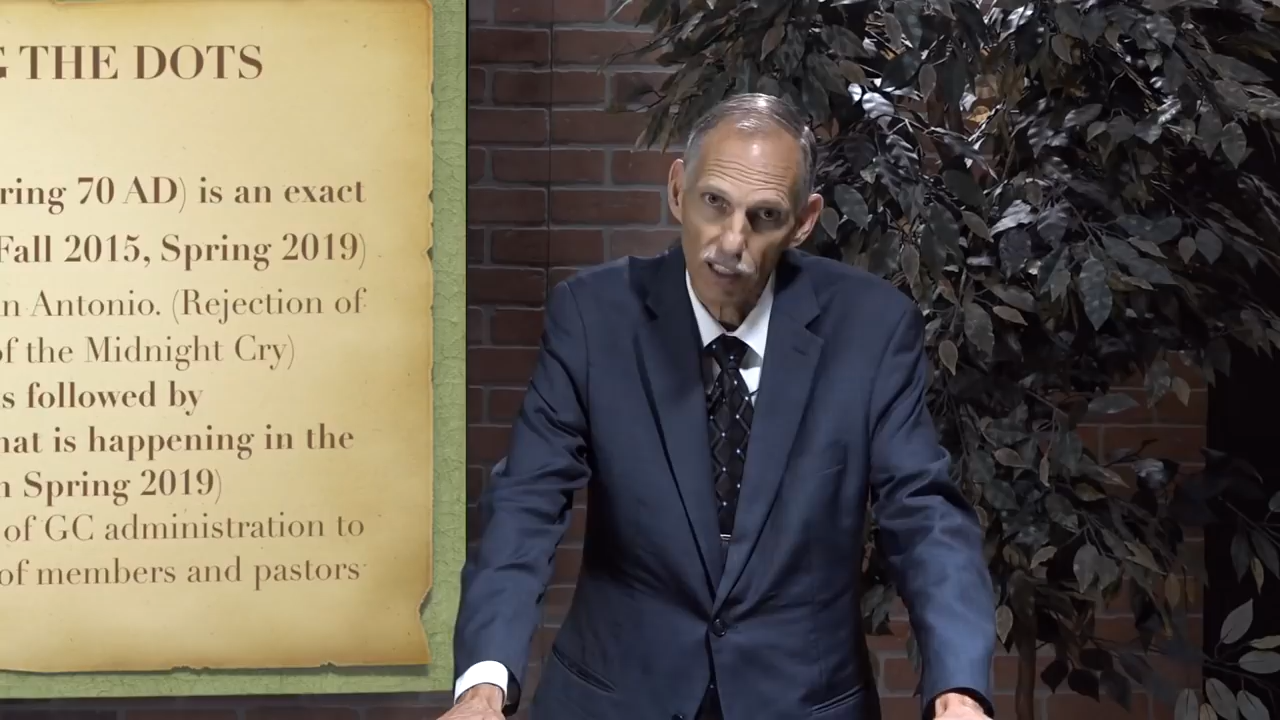 THE DOTS
ring 70 AD) is an exact
Fall 2015, Spring 2019)
n Antonio. (Rejection of
of the Midnight Cry)
s followed by
hat is happening in the
n Spring 2019)
of GC administration to
of members and pastors